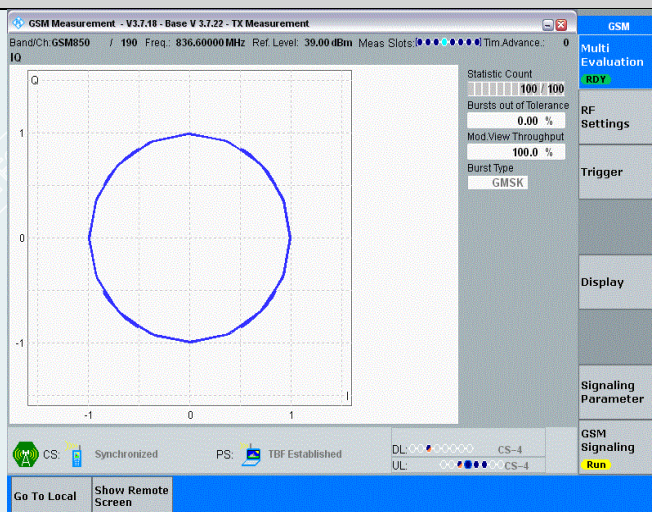 GSM Measurement - V3.7.18 - Base V 3.7.22 - TX Measurement
GSM
Band/Ch:GSM850 / 190 Freq.: 836.60000 MHz Ref. Level: 39.00 dBm Meas Slots: Tim.Advance.: 0
IQ
Multi
Evaluation
RDY
Q
Statistic Count
100 / 100
Bursts out of Tolerance
0.00 %
Mod.View Throughput
100.0 %
Burst Type
GMSK
1
0
-1
I
-1 0 1
RF
Settings
Trigger
Display
Signaling
Parameter
GSM
Signaling
Run
CS: Synchronized PS: TBF Established
DL: CS-4
UL: CS-4
Go To Local
Show Remote
Screen